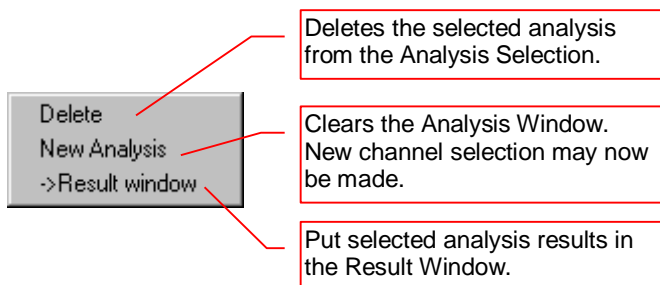 Deletes the selected analysis
from the Analysis Selection.
Delete
New Analysis
->Result window
Clears the Analysis Window.
New channel selection may now
be made.
Put selected analysis results in
the Result Window.